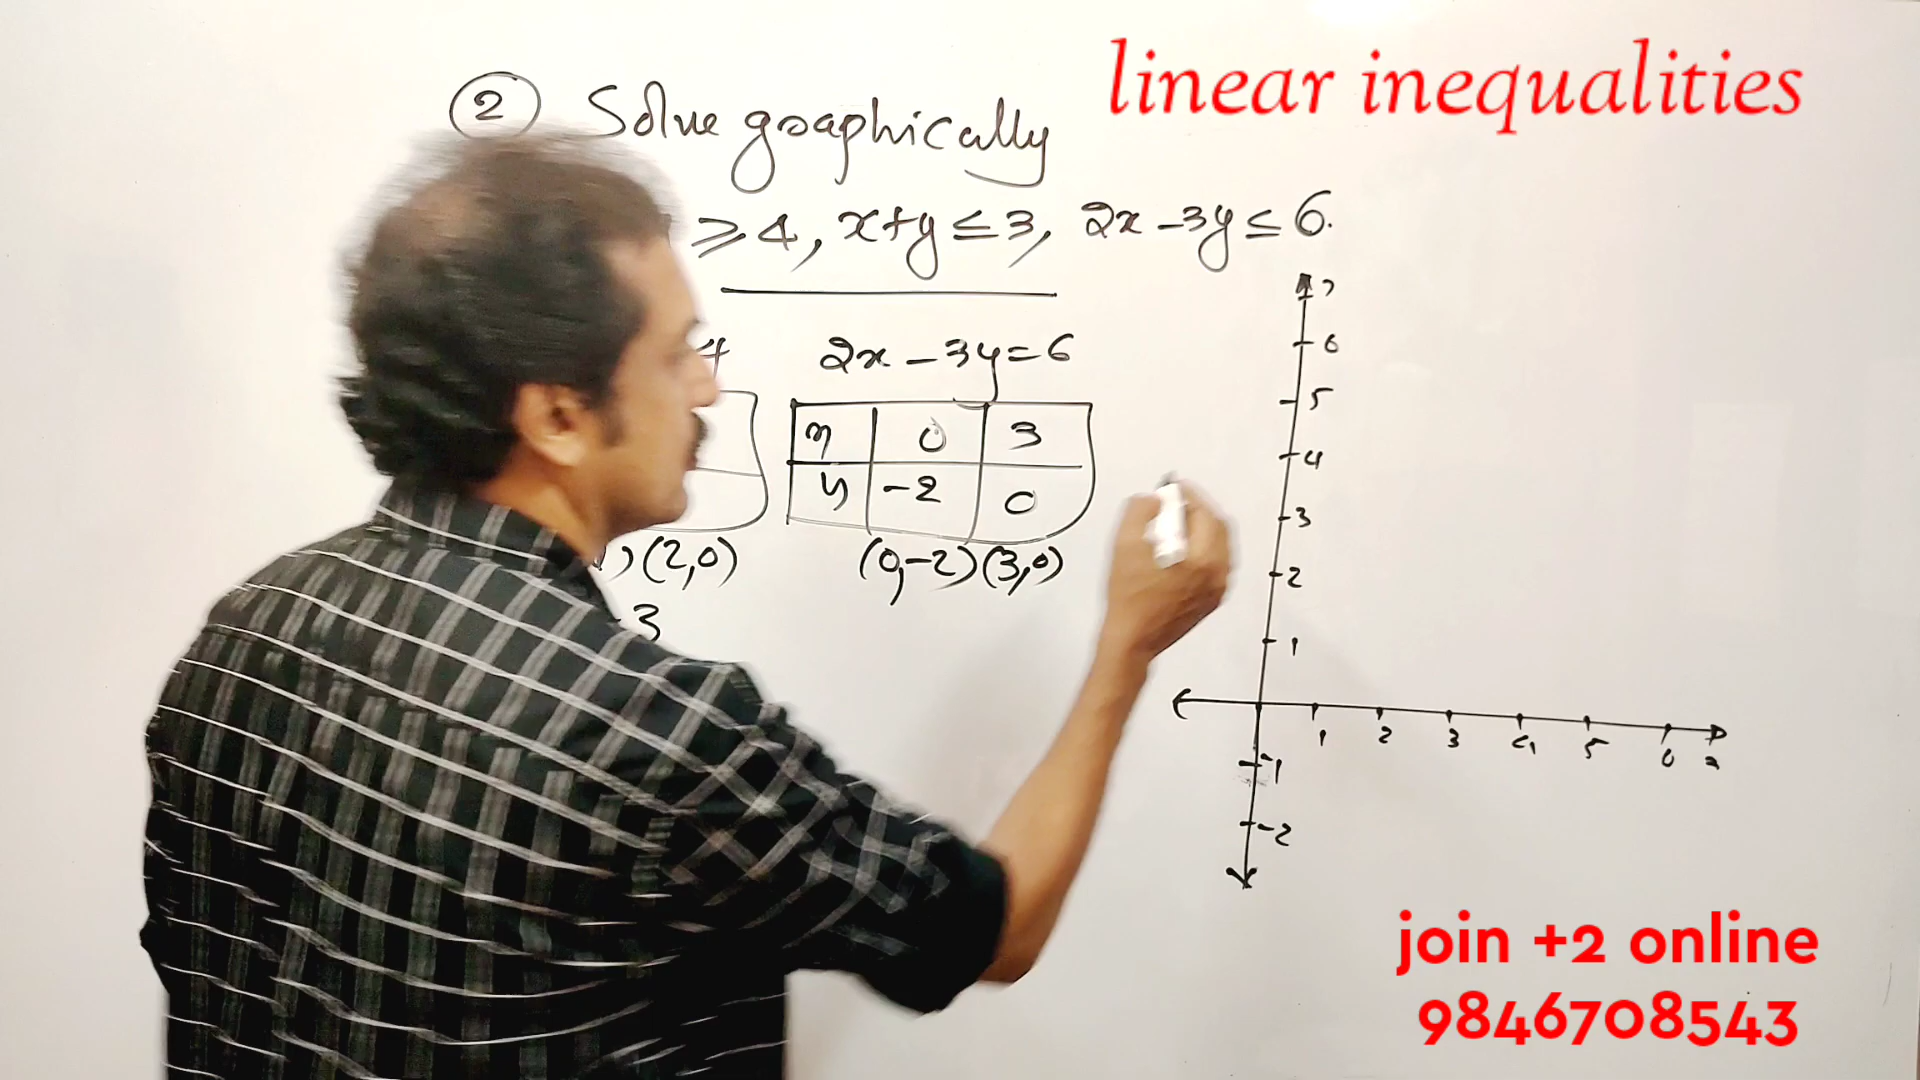 linear inequalities
② Solve graphically
≥ 4, x+y ≤ 3, 2x - 3y ≤ 6.
4
2x - 3y = 6
x 0 3
y -2 0
) (2,0)
(0,-2) (3,0)
3
6
5
4
3
2
1
1 2 3 4 5 6 x
-1
-2
join +2 online
9846708543